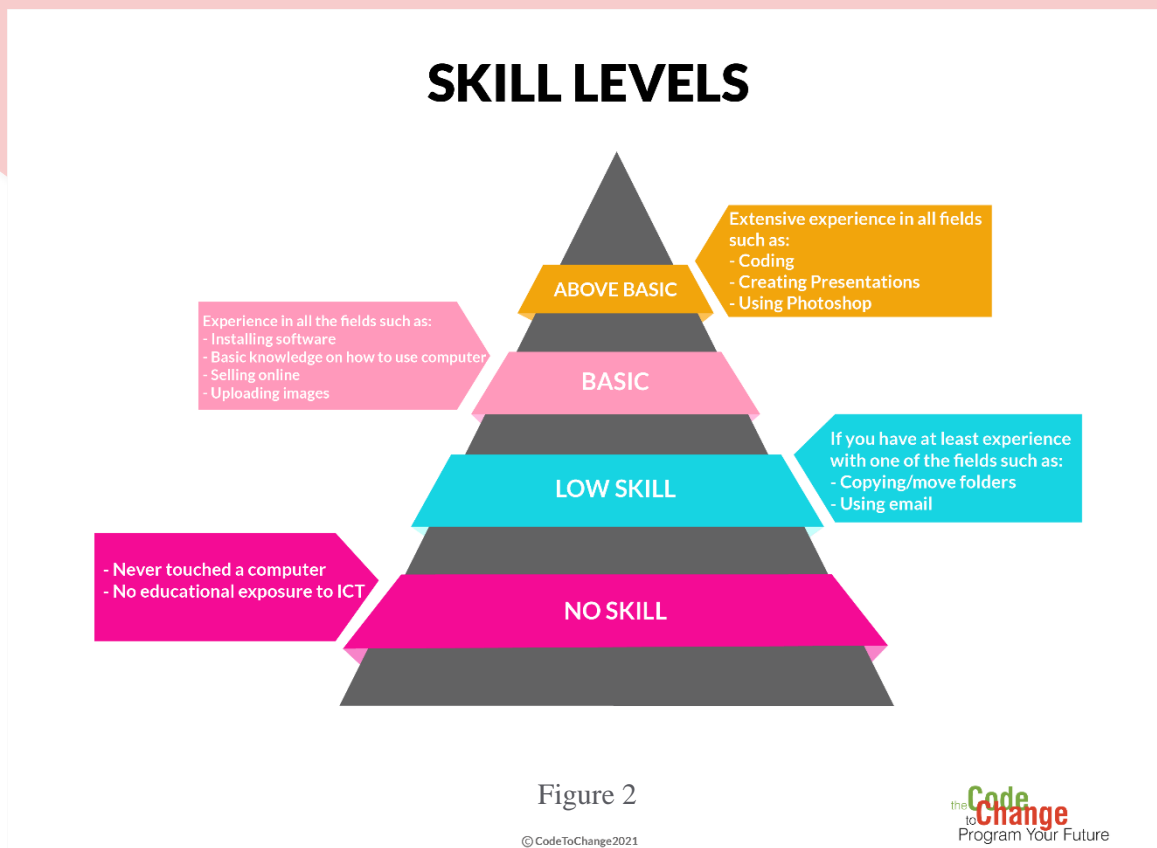 SKILL LEVELS
Extensive experience in all fields
such as:
- Coding
- Creating Presentations
- Using Photoshop
ABOVE BASIC
Experience in all the fields such as:
- Installing software
- Basic knowledge on how to use computer
- Selling online
- Uploading images
BASIC
If you have at least experience
with one of the fields such as:
- Copying/move folders
- Using email
LOW SKILL
- Never touched a computer
- No educational exposure to ICT
NO SKILL
Figure 2
© CodeToChange2021
the Code
to Change
Program Your Future